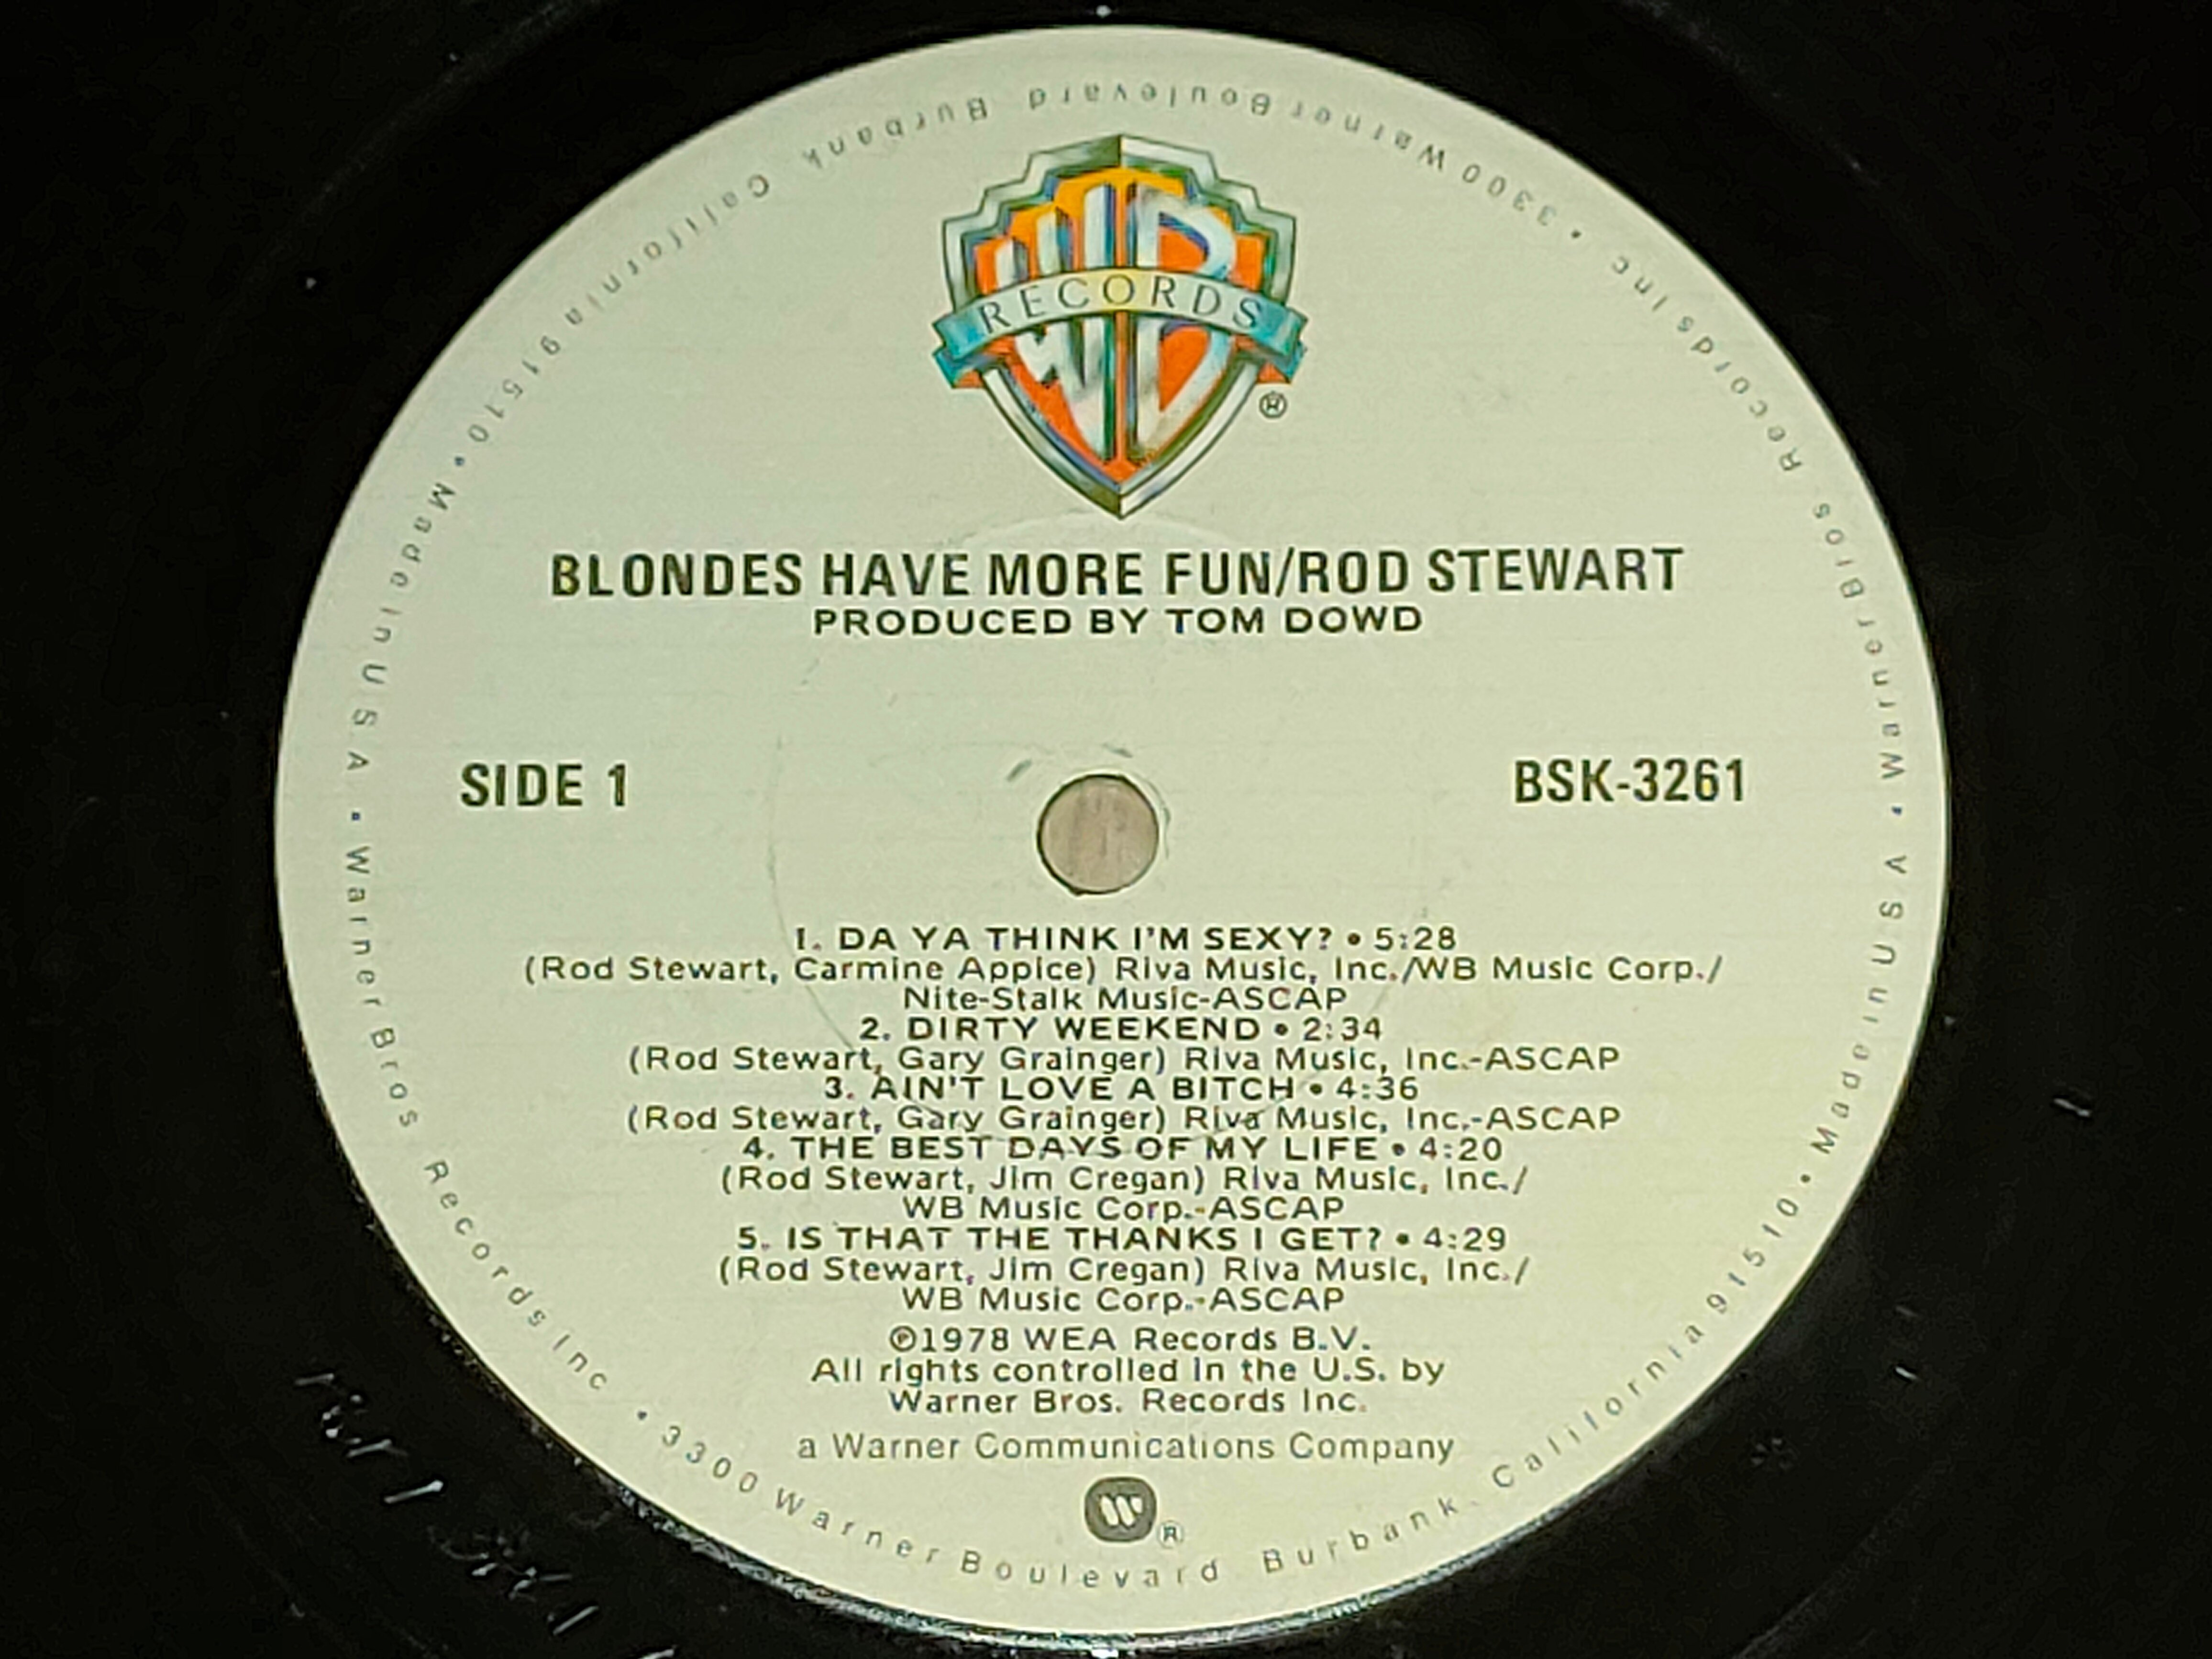 WB
RECORDS
®
BLONDES HAVE MORE FUN/ROD STEWART
PRODUCED BY TOM DOWD
SIDE 1
BSK-3261
1. DA YA THINK I'M SEXY? • 5:28
(Rod Stewart, Carmine Appice) Riva Music, Inc./WB Music Corp./
Nite-Stalk Music-ASCAP
2. DIRTY WEEKEND • 2:34
(Rod Stewart, Gary Grainger) Riva Music, Inc.-ASCAP
3. AIN'T LOVE A BITCH • 4:36
(Rod Stewart, Gary Grainger) Riva Music, Inc.-ASCAP
4. THE BEST DAYS OF MY LIFE • 4:20
(Rod Stewart, Jim Cregan) Riva Music, Inc./
WB Music Corp.-ASCAP
5. IS THAT THE THANKS I GET? • 4:29
(Rod Stewart, Jim Cregan) Riva Music, Inc./
WB Music Corp.-ASCAP
℗1978 WEA Records B.V.
All rights controlled in the U.S. by
Warner Bros. Records Inc.
a Warner Communications Company
W ®
Warner Bros Records Inc • 3300 Warner Boulevard Burbank California 91510 • Made in U S A • Warner Bros Records Inc • 3300 Warner Boulevard Burbank California 91510 • Made in U S A •